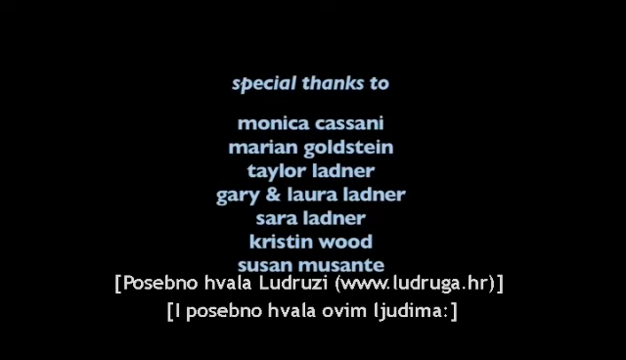 special thanks to
monica cassani
marian goldstein
taylor ladner
gary & laura ladner
sara ladner
kristin wood
susan musante
[Posebno hvala Ludruzi (www.ludruga.hr)]
[I posebno hvala ovim ljudima:]